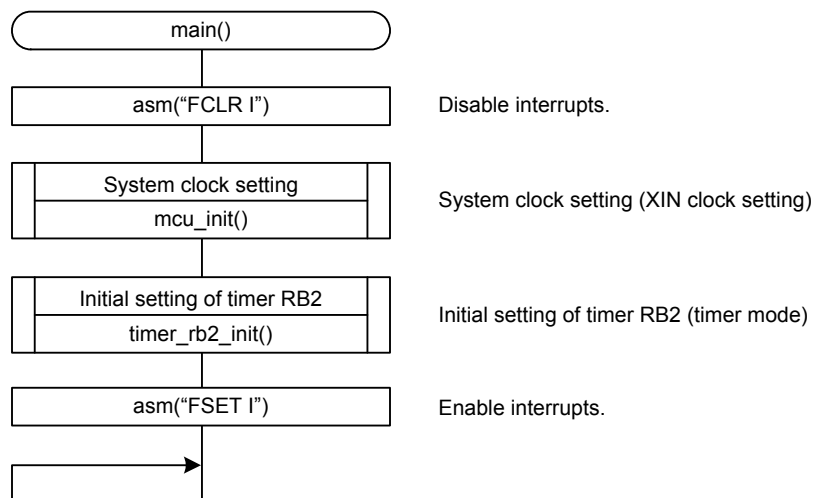 main()
asm(“FCLR I”)
Disable interrupts.
System clock setting
mcu_init()
System clock setting (XIN clock setting)
Initial setting of timer RB2
timer_rb2_init()
Initial setting of timer RB2 (timer mode)
asm(“FSET I”)
Enable interrupts.